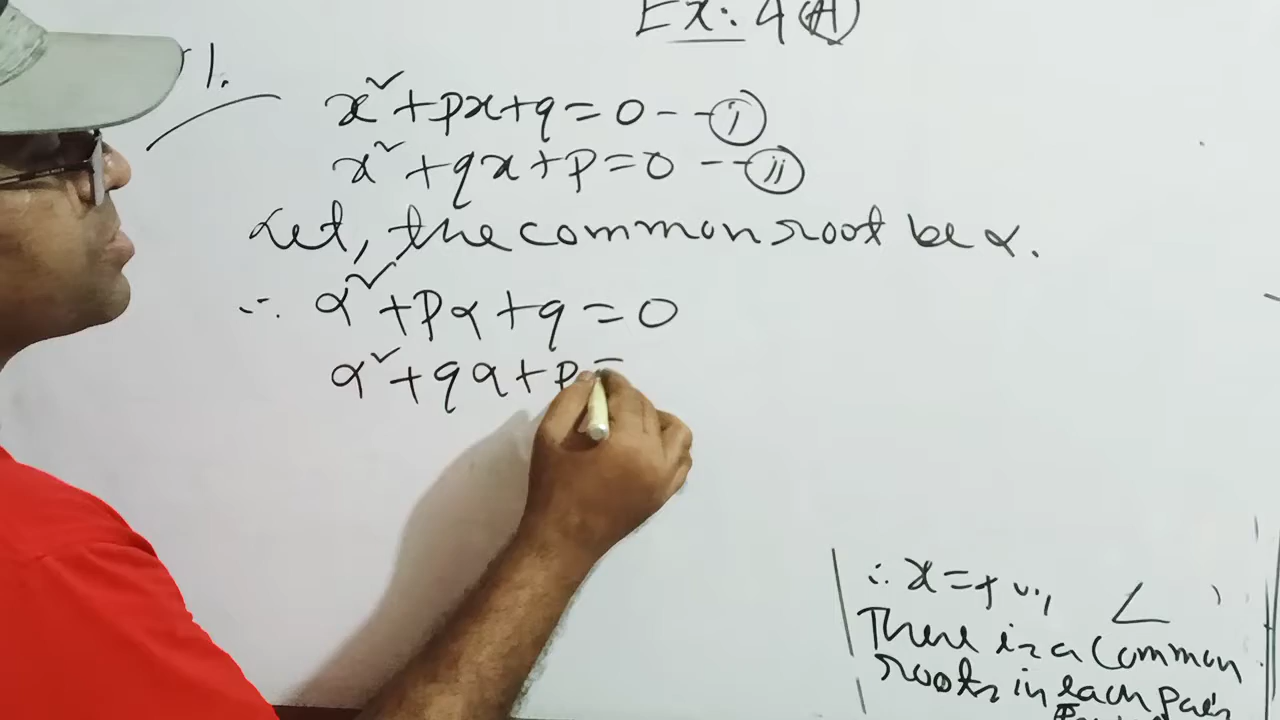 Ex: 4(A)
1.
x² + px + q = 0 -- (i)
x² + qx + p = 0 -- (ii)
Let, the common root be α.
∴ α² + pα + q = 0
α² + qα + p =
∴ x =
There is a common
roots in each pair